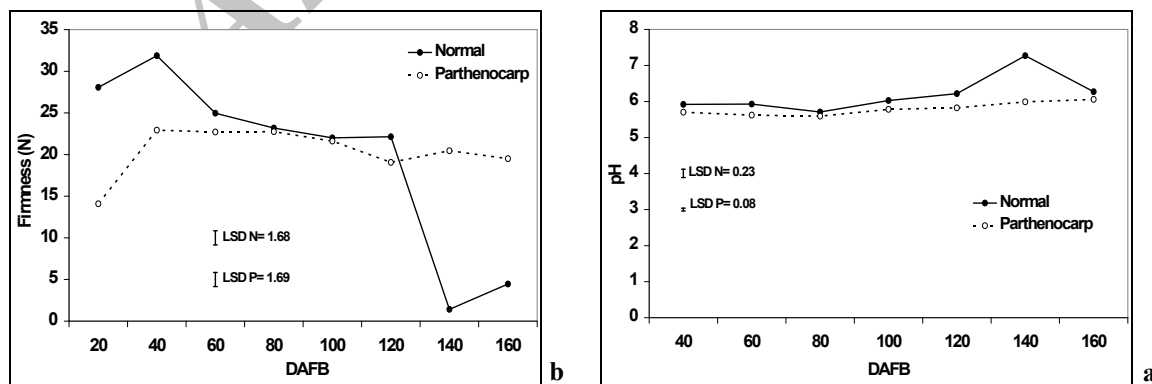 35
30
25
20
15
10
5
0
Firmness (N)
Normal
Parthenocarp
LSD N= 1.68
LSD P= 1.69
20 40 60 80 100 120 140 160
DAFB
b
8
7
6
5
4
3
2
1
0
pH
LSD N= 0.23
LSD P= 0.08
Normal
Parthenocarp
40 60 80 100 120 140 160
DAFB
a